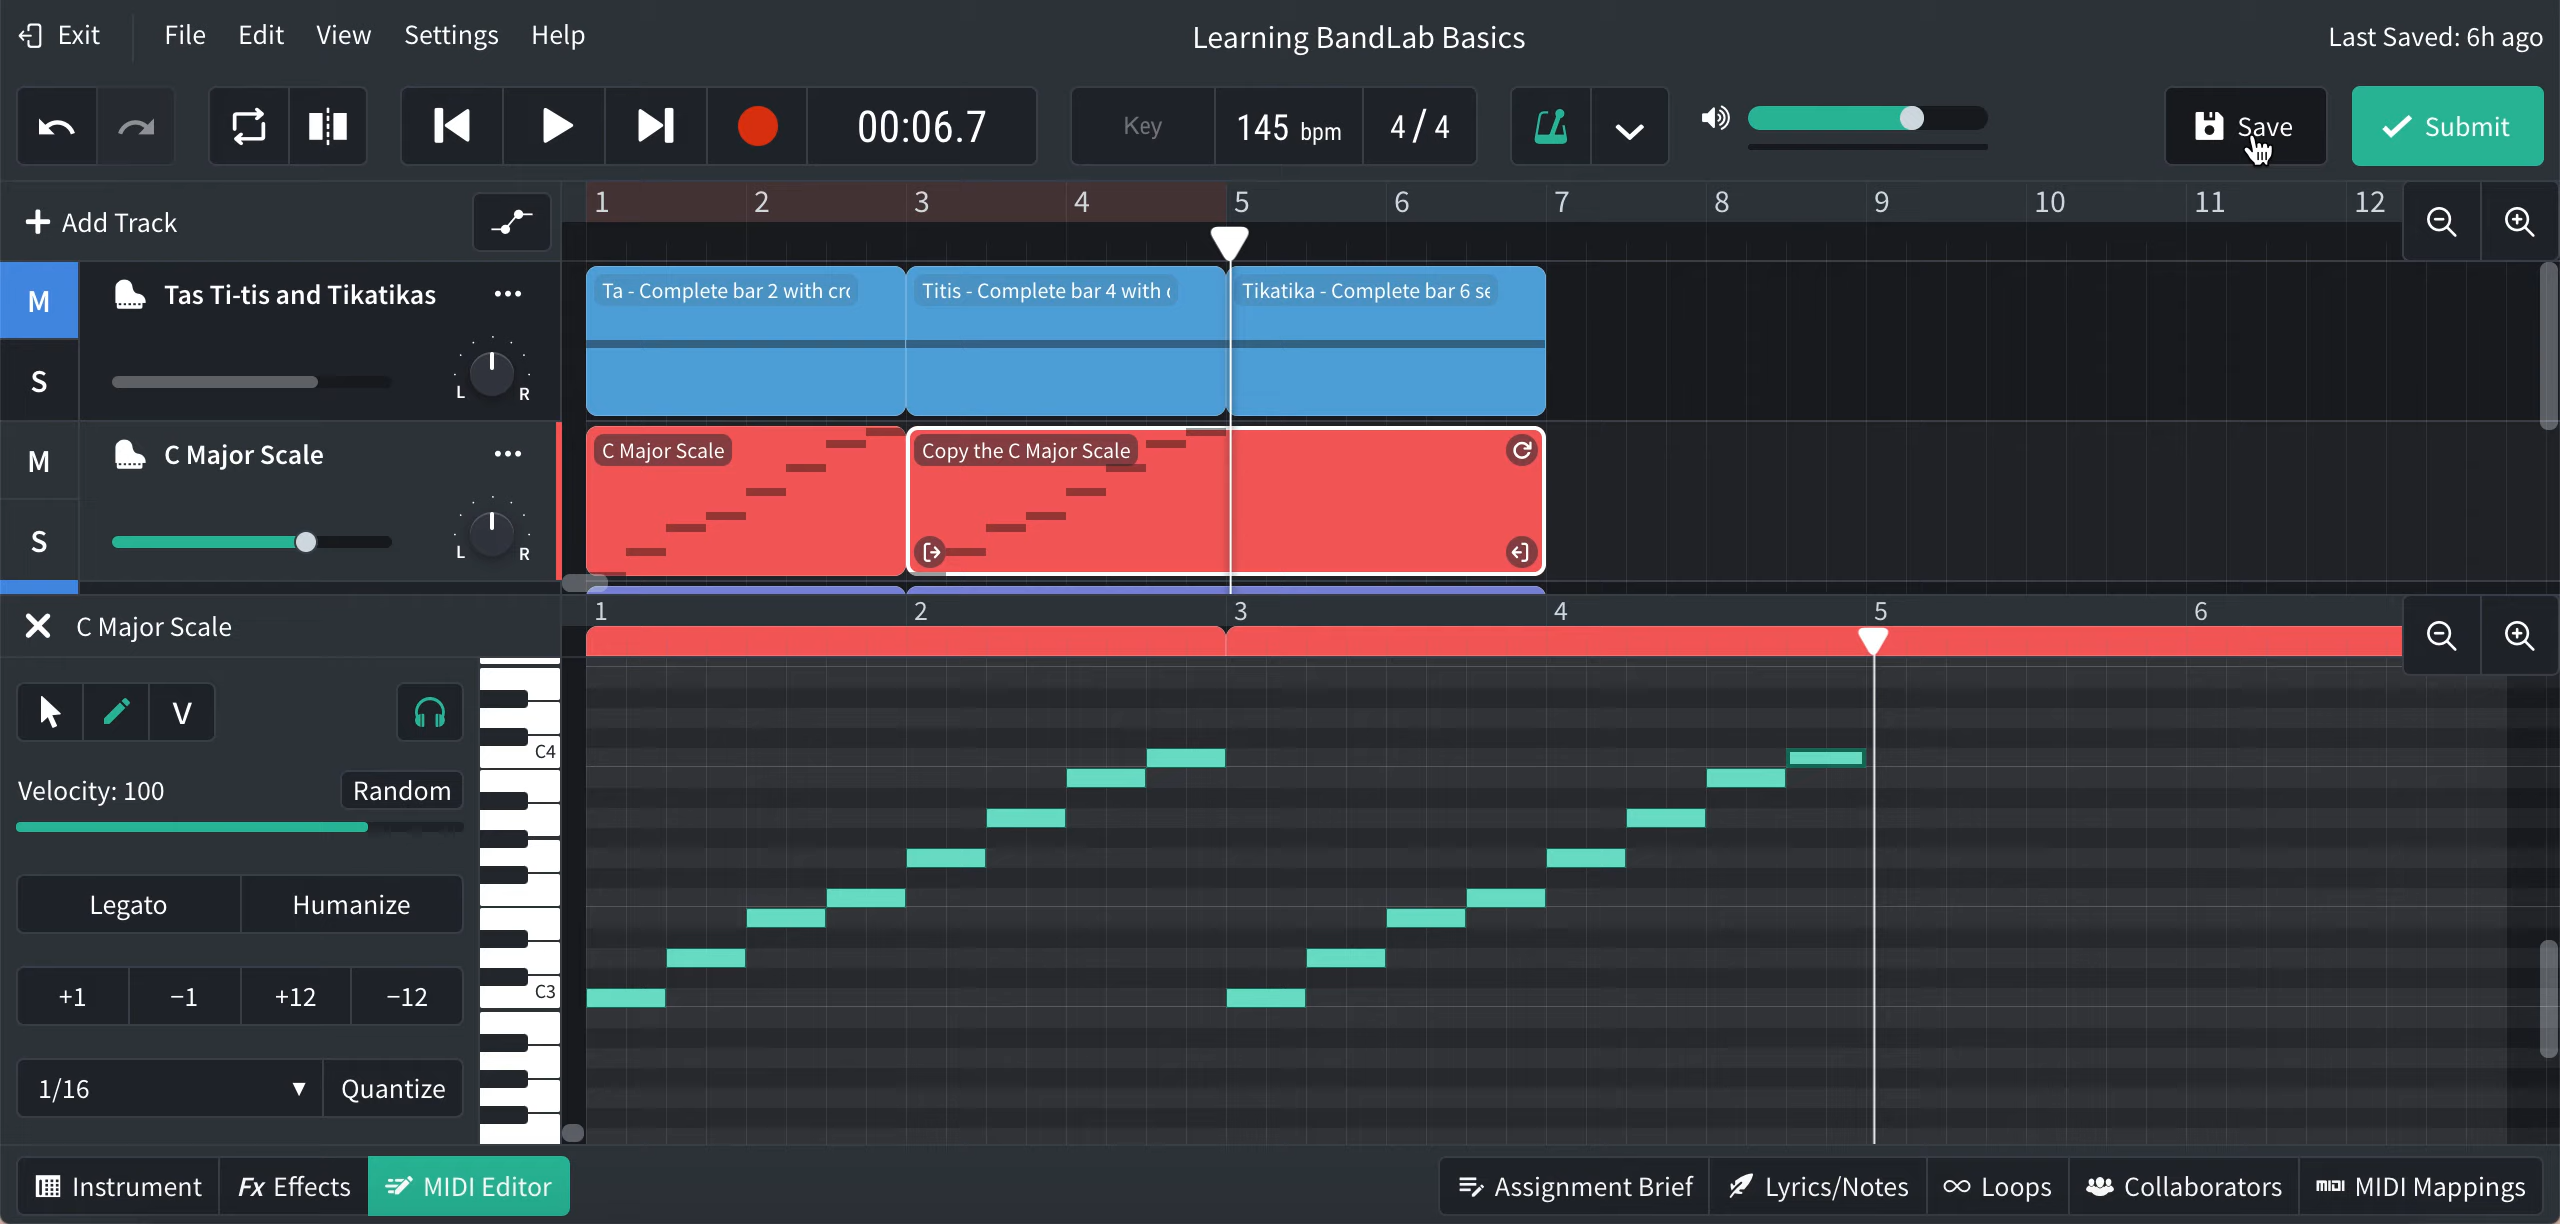 Exit File Edit View Settings Help Learning BandLab Basics Last Saved: 6h ago
00:06.7 Key 145 bpm 4 / 4 Save Submit
Add Track 1 2 3 4 5 6 7 8 9 10 11 12
M Tas Ti-tis and Tikatikas ••• Ta - Complete bar 2 with crc Titis - Complete bar 4 with c Tikatika - Complete bar 6 se
S L R
M C Major Scale ••• C Major Scale Copy the C Major Scale
S L R
C Major Scale 1 2 3 4 5 6
V
C4
Velocity: 100 Random
Legato Humanize
+1 −1 +12 −12 C3
1/16 Quantize
Instrument Fx Effects MIDI Editor Assignment Brief Lyrics/Notes Loops Collaborators MIDI MIDI Mappings